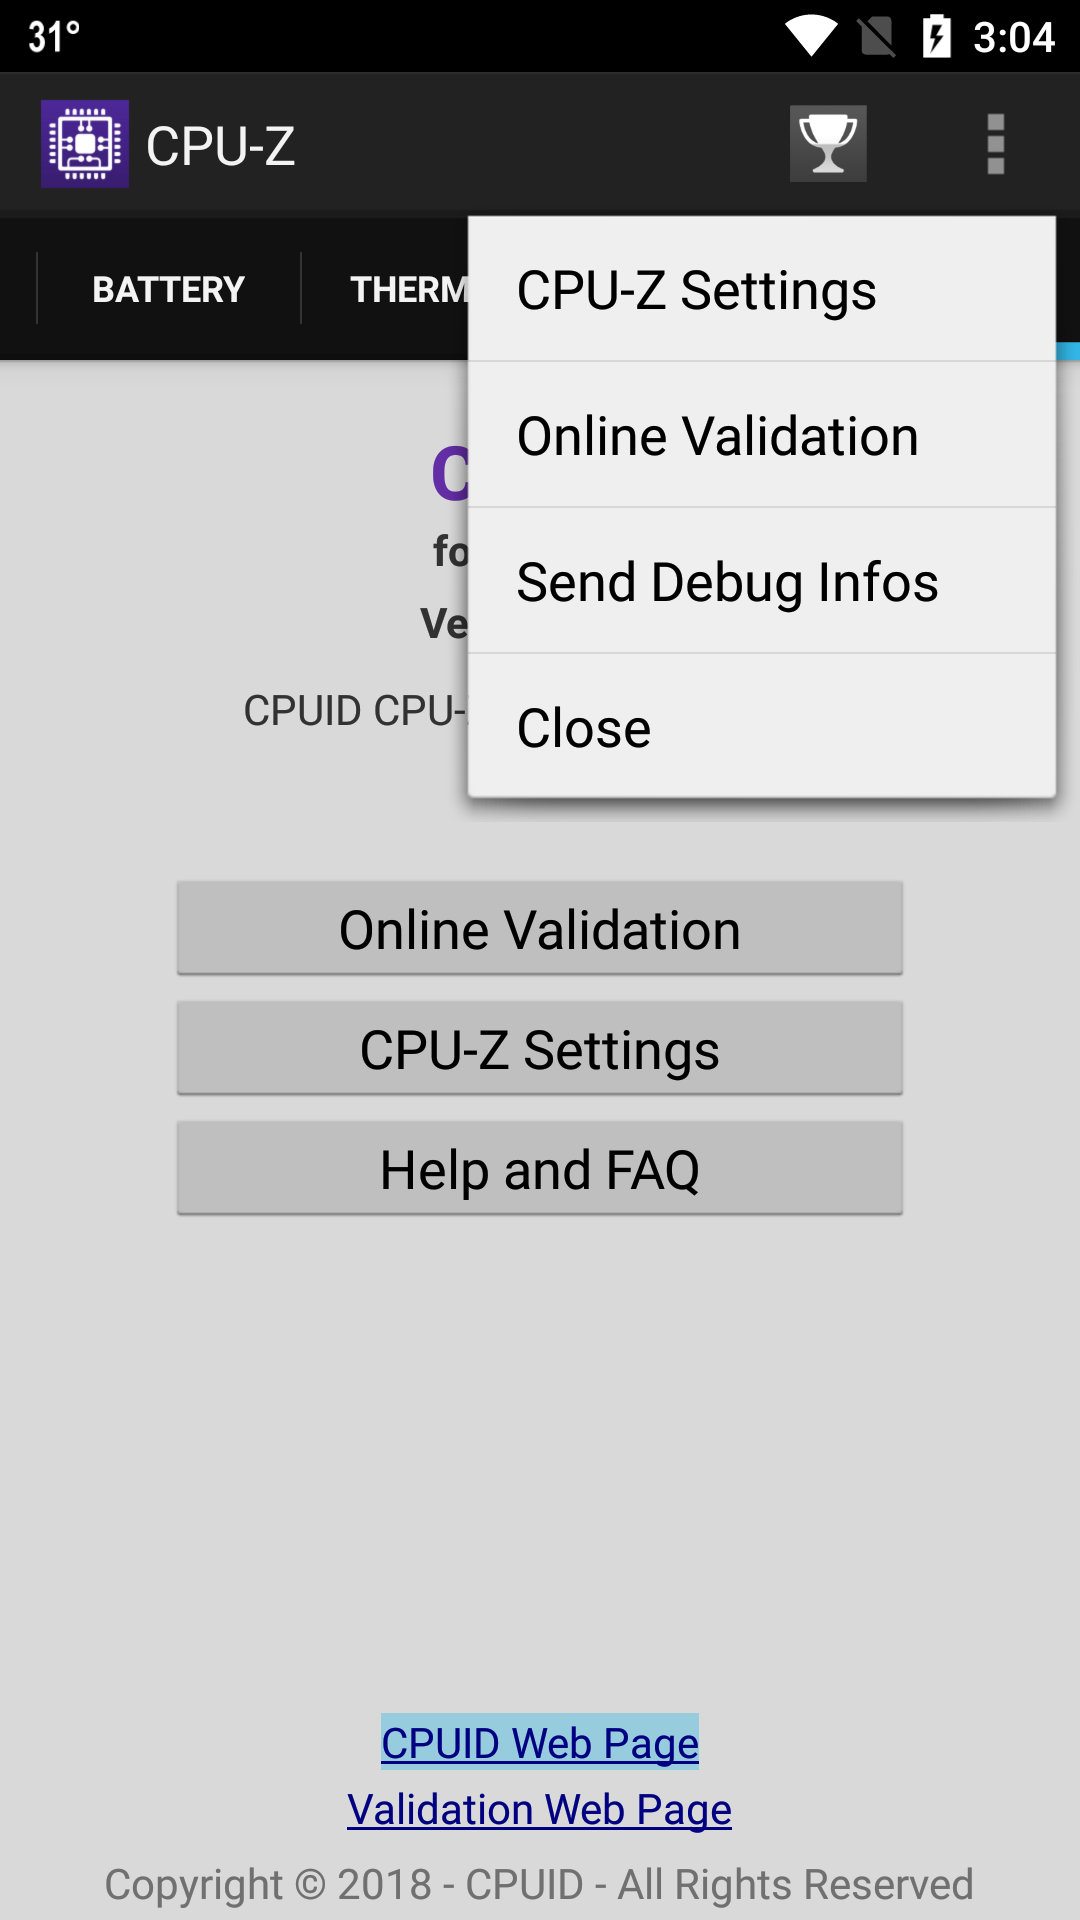 31° 3:04
CPU-Z
BATTERY THERM
CPU-Z Settings
Online Validation
Send Debug Infos
Close
C
fo
Ve
CPUID CPU-
Online Validation
CPU-Z Settings
Help and FAQ
CPUID Web Page
Validation Web Page
Copyright © 2018 - CPUID - All Rights Reserved